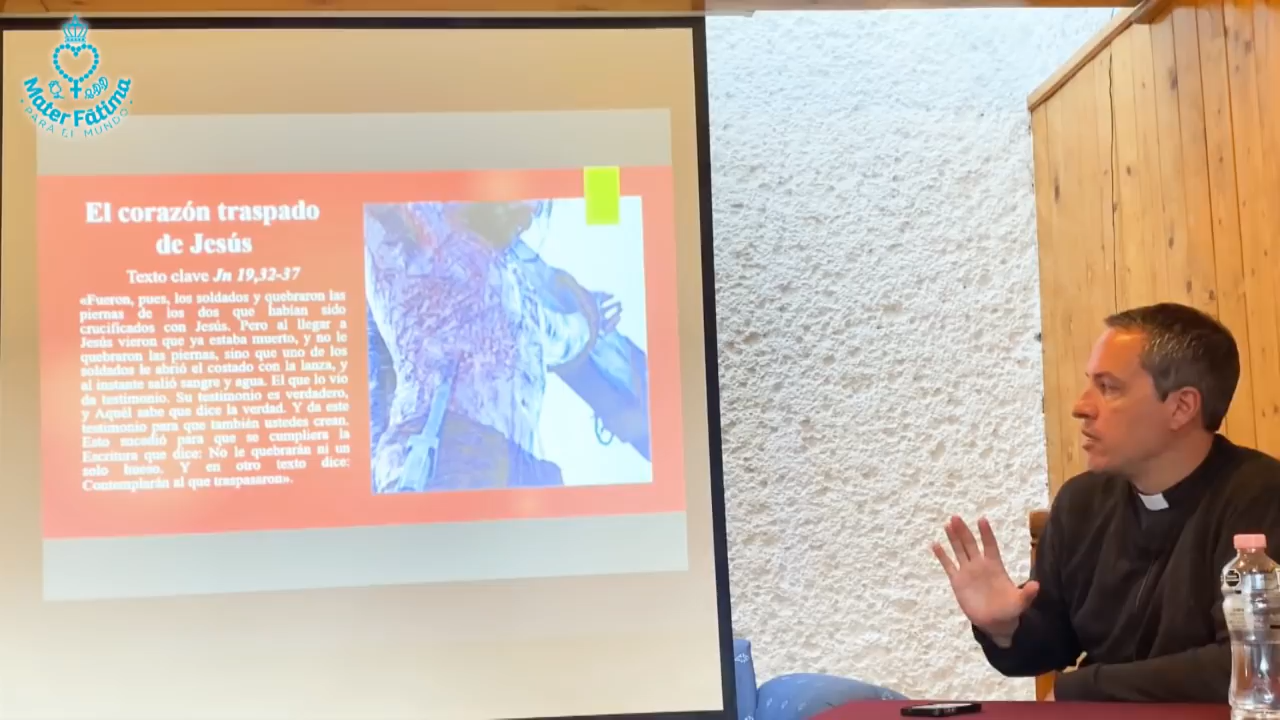 Mater Fátima
PARA EL MUNDO
El corazón traspado
de Jesús
Texto clave Jn 19,32-37
«Fueron, pues, los soldados y quebraron las
piernas de los dos que habían sido
crucificados con Jesús. Pero al llegar a
Jesús vieron que ya estaba muerto, y no le
quebraron las piernas, sino que uno de los
soldados le abrió el costado con la lanza, y
al instante salió sangre y agua. El que lo vio
da testimonio. Su testimonio es verdadero,
y Aquél sabe que dice la verdad. Y da este
testimonio para que también ustedes crean.
Esto sucedió para que se cumpliera la
Escritura que dice: No le quebrarán ni un
solo hueso. Y en otro texto dice:
Contemplarán al que traspasaron».